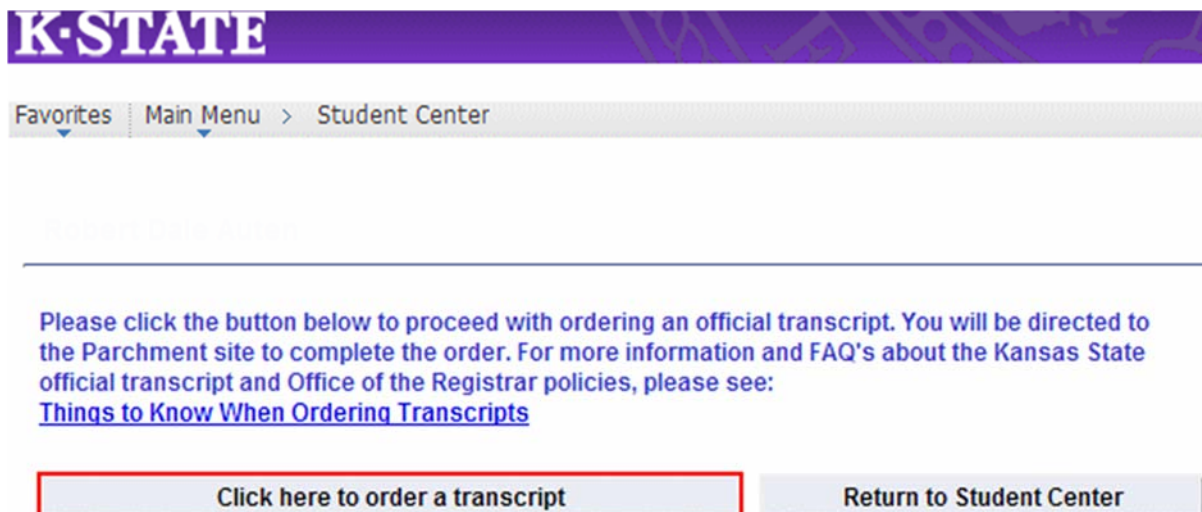 K-STATE
Favorites Main Menu > Student Center
Please click the button below to proceed with ordering an official transcript. You will be directed to
the Parchment site to complete the order. For more information and FAQ's about the Kansas State
official transcript and Office of the Registrar policies, please see:
Things to Know When Ordering Transcripts
Click here to order a transcript Return to Student Center